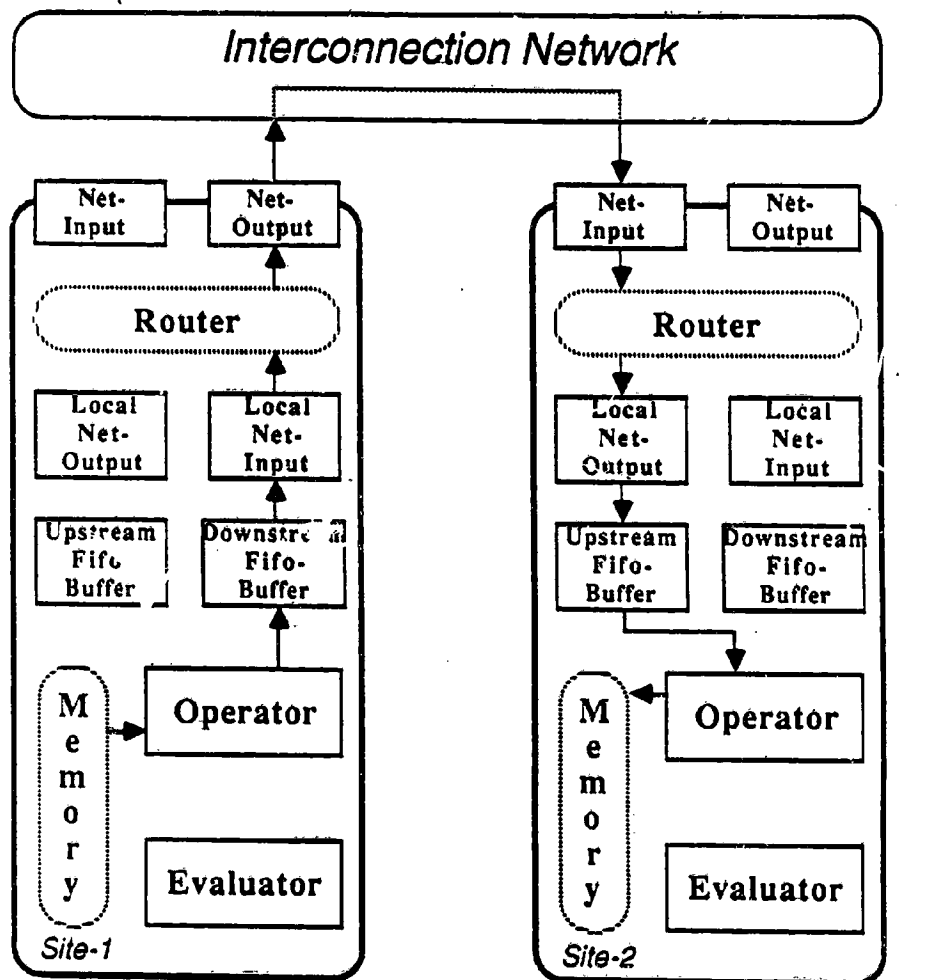 Interconnection Network
Net-
Input
Net-
Output
Router
Local
Net-
Output
Local
Net-
Input
Upstream
Fifo
Buffer
Downstream
Fifo-
Buffer
M
e
m
o
r
y
Operator
Evaluator
Site-1
Net-
Input
Net-
Output
Router
Local
Net-
Output
Local
Net-
Input
Upstream
Fifo-
Buffer
Downstream
Fifo-
Buffer
M
e
m
o
r
y
Operator
Evaluator
Site-2